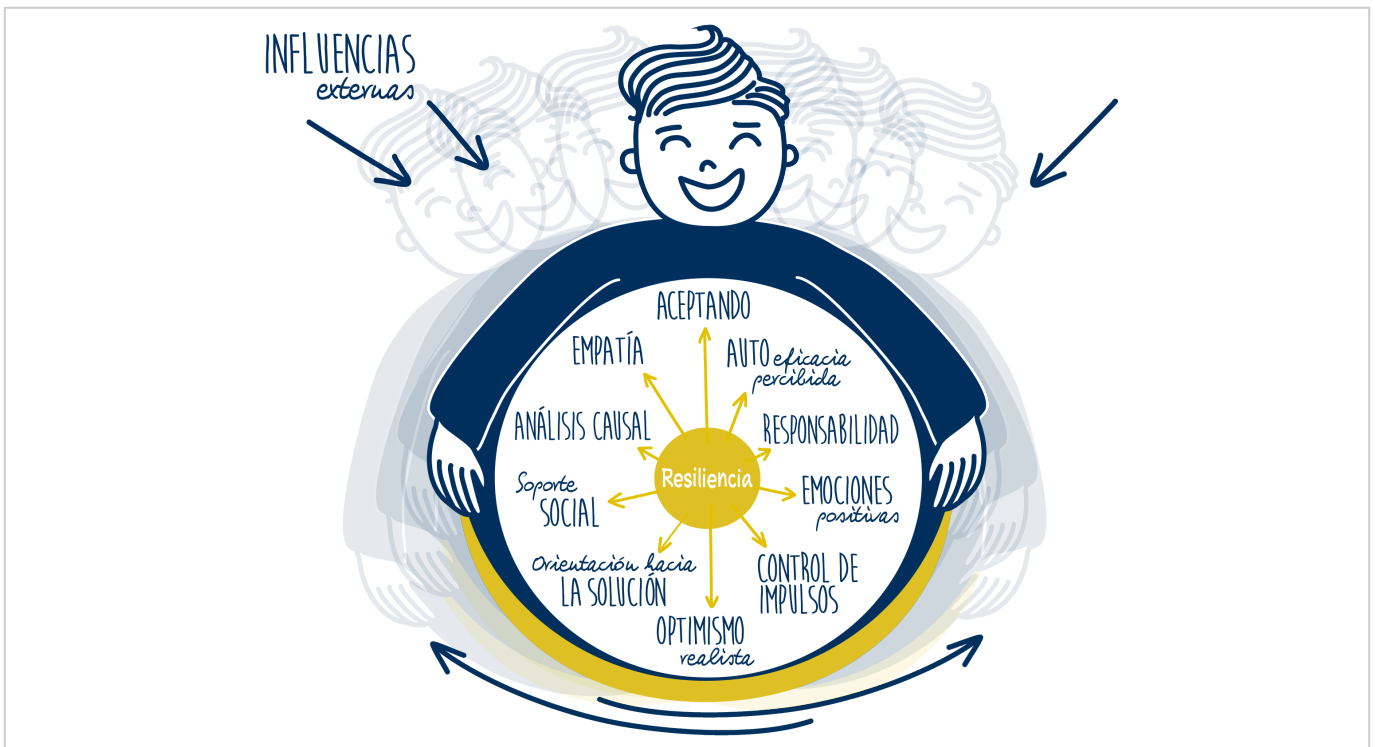 INFLUENCIAS
externas
ACEPTANDO
EMPATÍA
AUTO eficacia
percibida
ANÁLISIS CAUSAL
RESPONSABILIDAD
Resiliencia
Soporte
SOCIAL
EMOCIONES
positivas
Orientación hacia
LA SOLUCIÓN
CONTROL DE
IMPULSOS
OPTIMISMO
realista